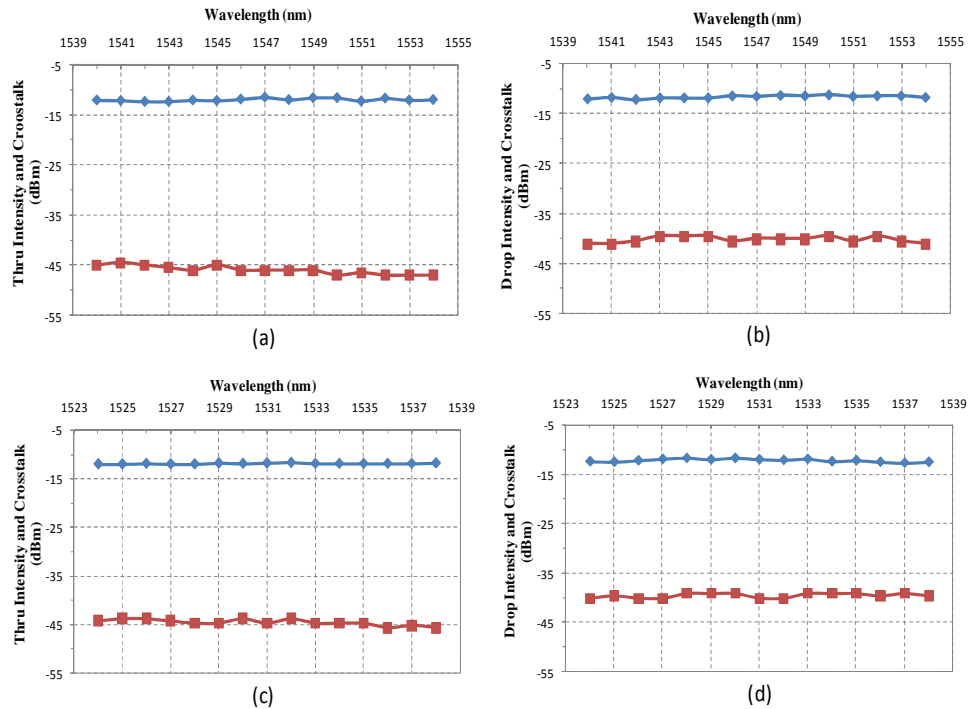 Wavelength (nm)
1539 1541 1543 1545 1547 1549 1551 1553 1555
-5
-15
-25
-35
-45
-55
Thru Intensity and Croosstalk
(dBm)
(a)
Wavelength (nm)
1539 1541 1543 1545 1547 1549 1551 1553 1555
-5
-15
-25
-35
-45
-55
Drop Intensity and Crosstalk
(dBm)
(b)
Wavelength (nm)
1523 1525 1527 1529 1531 1533 1535 1537 1539
-5
-15
-25
-35
-45
-55
Thru Intensity and Crosstalk
(dBm)
(c)
Wavelength (nm)
1523 1525 1527 1529 1531 1533 1535 1537 1539
-5
-15
-25
-35
-45
-55
Drop Intensity and Crosstalk
(dBm)
(d)